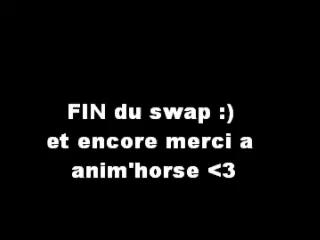 FIN du swap :)
et encore merci a
anim'horse <3